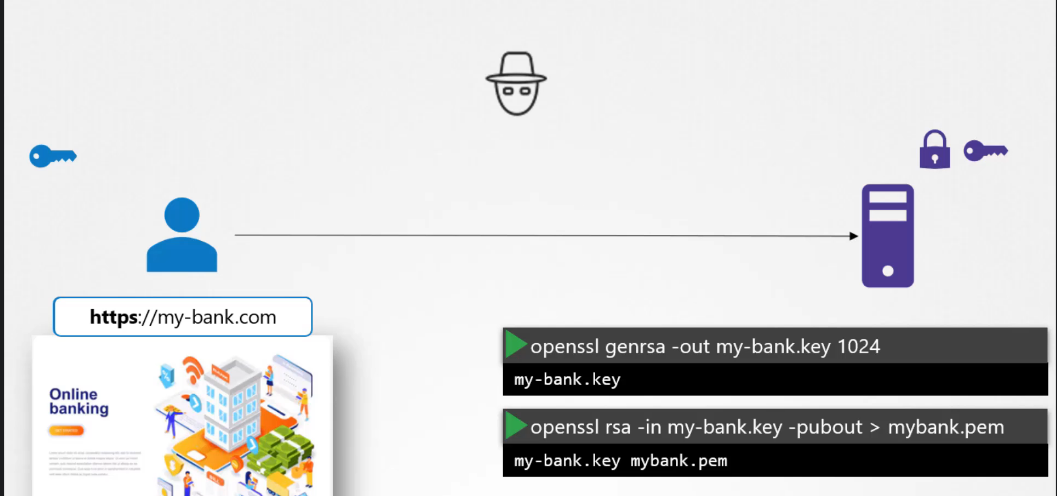 https://my-bank.com
Online
banking
openssl genrsa -out my-bank.key 1024
my-bank.key
openssl rsa -in my-bank.key -pubout > mybank.pem
my-bank.key mybank.pem